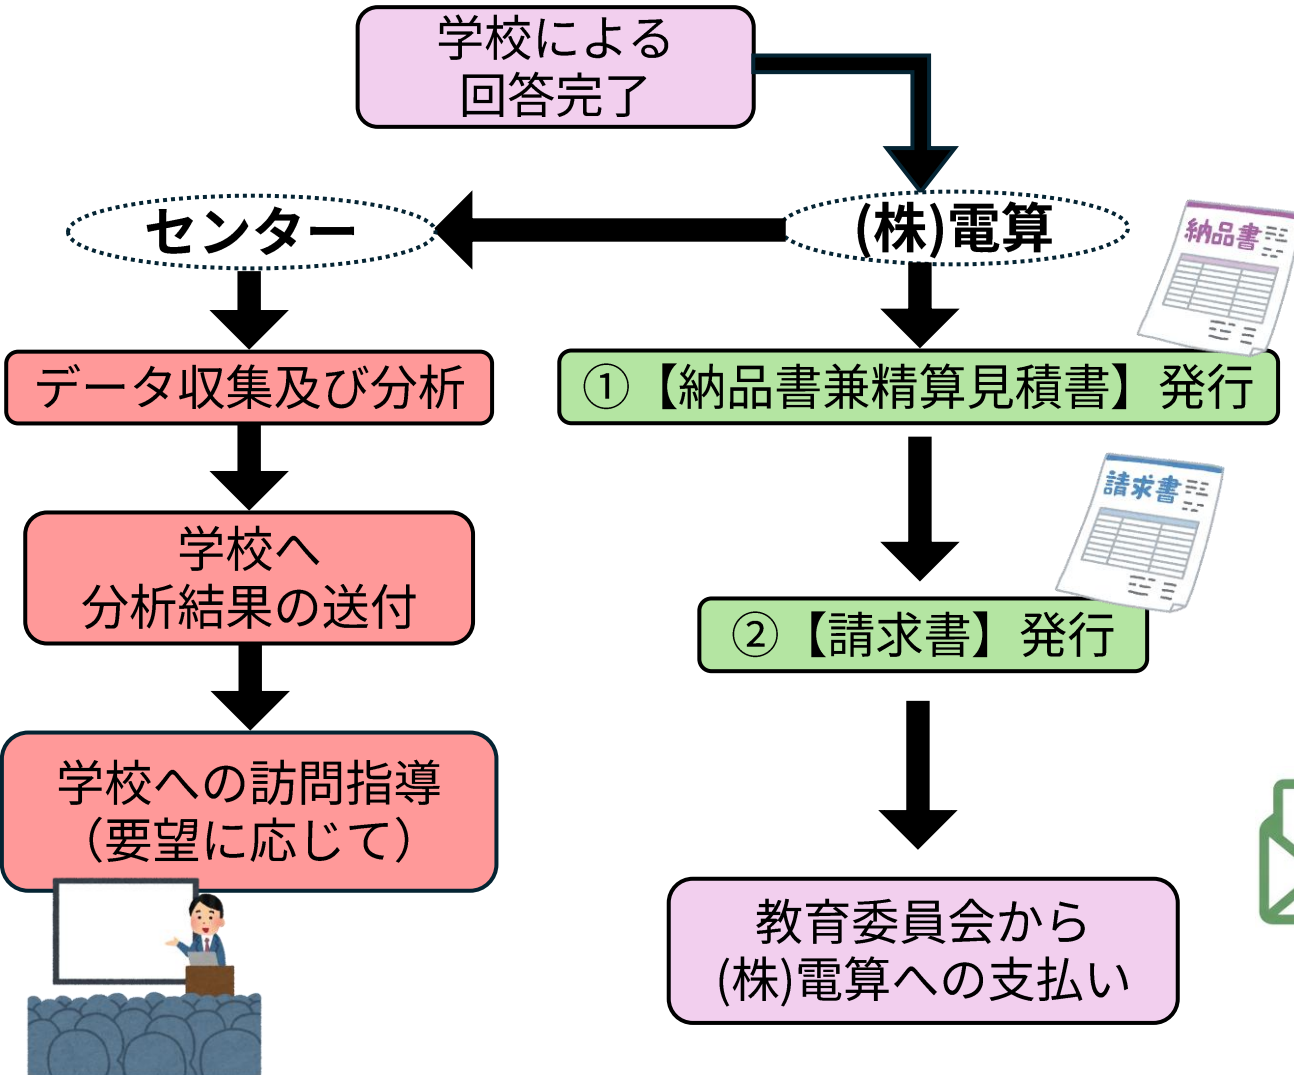 学校による
回答完了
センター
(株)電算
納品書
データ収集及び分析
①【納品書兼精算見積書】発行
請求書
学校へ
分析結果の送付
②【請求書】発行
学校への訪問指導
（要望に応じて）
教育委員会から
(株)電算への支払い